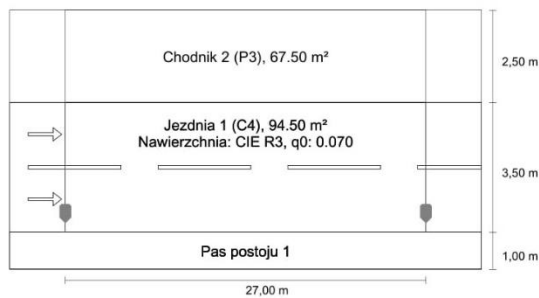 Chodnik 2 (P3), 67.50 m²
2,50 m
Jezdnia 1 (C4), 94.50 m²
Nawierzchnia: CIE R3, q0: 0.070
3,50 m
Pas postoju 1
1,00 m
27,00 m